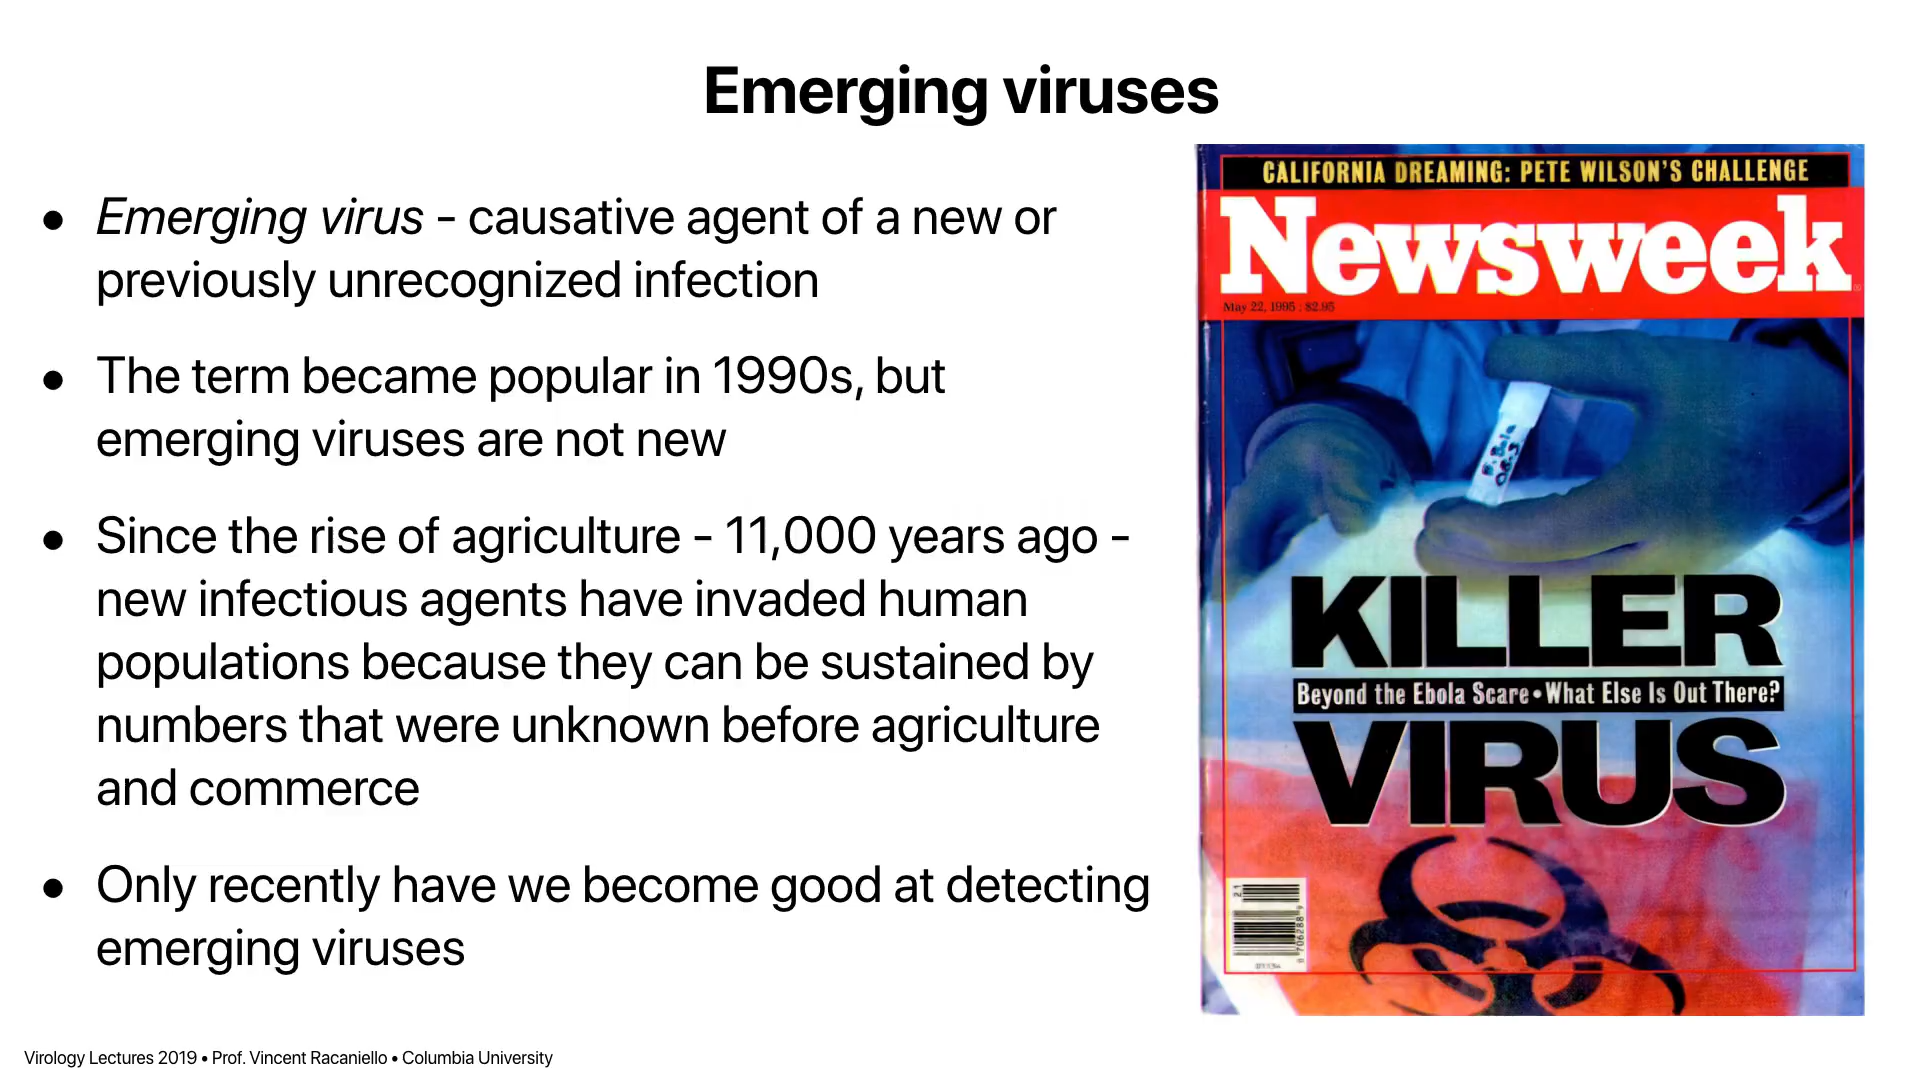 Emerging viruses
• Emerging virus - causative agent of a new or
previously unrecognized infection
• The term became popular in 1990s, but
emerging viruses are not new
• Since the rise of agriculture - 11,000 years ago -
new infectious agents have invaded human
populations because they can be sustained by
numbers that were unknown before agriculture
and commerce
• Only recently have we become good at detecting
emerging viruses
CALIFORNIA DREAMING: PETE WILSON'S CHALLENGE
Newsweek
May 22, 1995 : $2.95
KILLER
Beyond the Ebola Scare • What Else Is Out There?
VIRUS
21
Virology Lectures 2019 • Prof. Vincent Racaniello • Columbia University